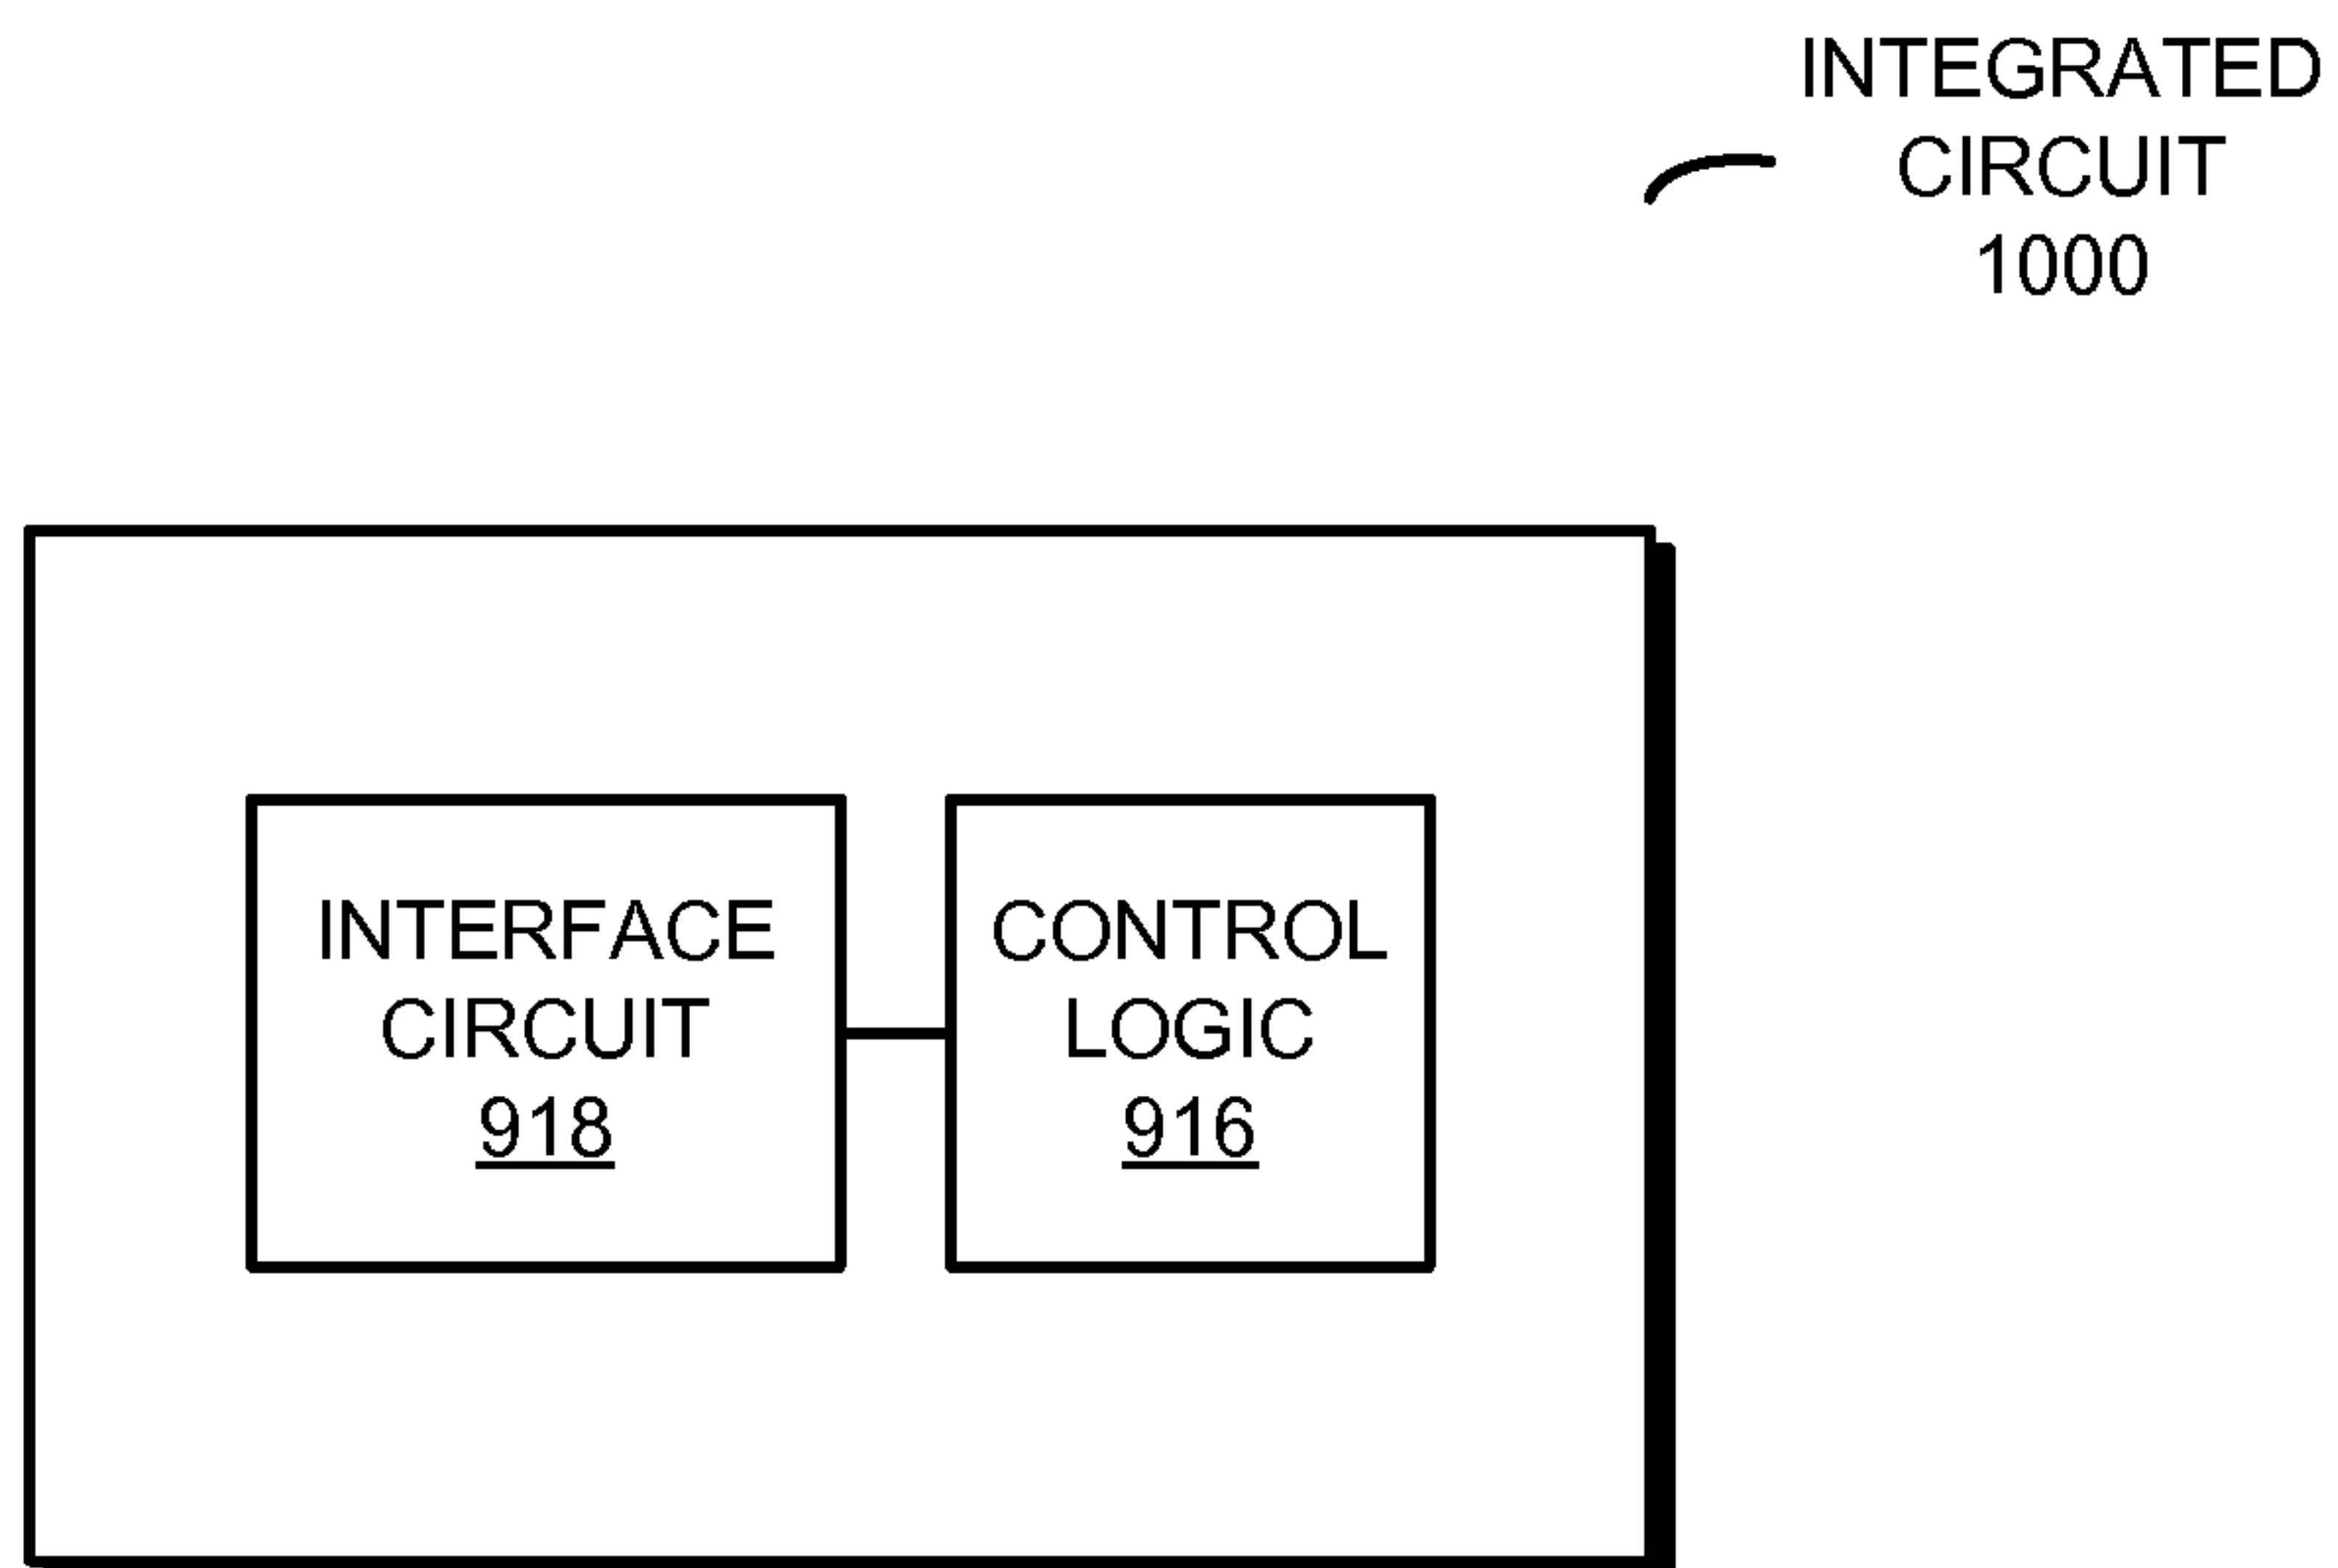 INTEGRATED
CIRCUIT
1000
INTERFACE
CIRCUIT
918
CONTROL
LOGIC
916